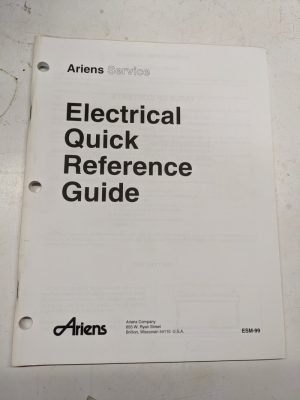 Ariens Service
Electrical
Quick
Reference
Guide
Ariens
Ariens Company
655 W. Ryan Street
Brillion, Wisconsin 54110 U.S.A.
ESM-99